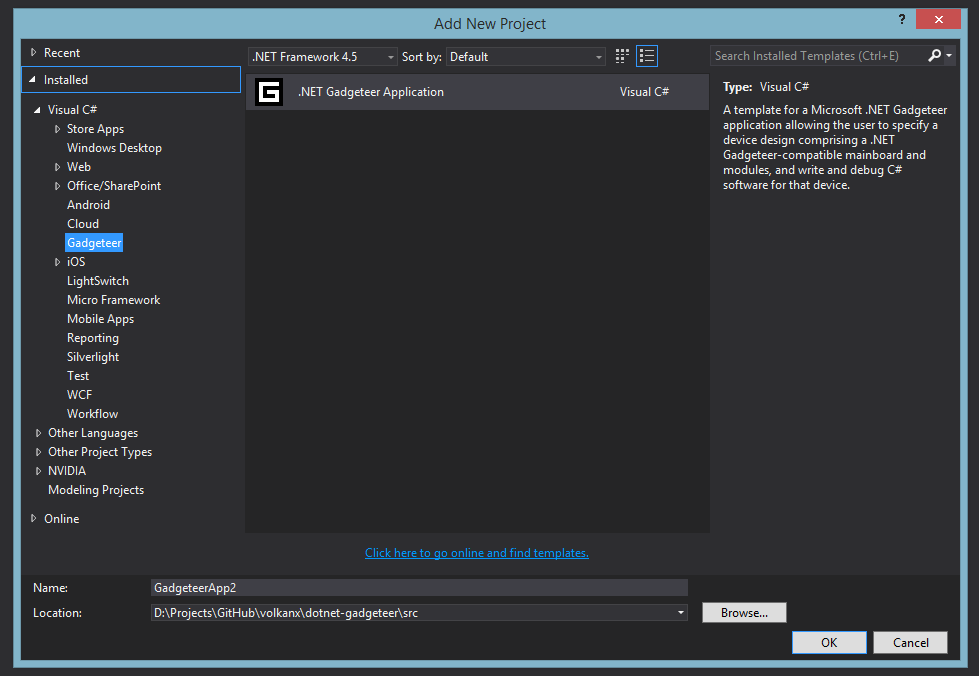 Add New Project
?
Recent
Installed
Visual C#
Store Apps
Windows Desktop
Web
Office/SharePoint
Android
Cloud
Gadgeteer
iOS
LightSwitch
Micro Framework
Mobile Apps
Reporting
Silverlight
Test
WCF
Workflow
Other Languages
Other Project Types
NVIDIA
Modeling Projects
Online
.NET Framework 4.5
Sort by: Default
.NET Gadgeteer Application
Visual C#
Click here to go online and find templates.
Search Installed Templates (Ctrl+E)
Type: Visual C#
A template for a Microsoft .NET Gadgeteer
application allowing the user to specify a
device design comprising a .NET
Gadgeteer-compatible mainboard and
modules, and write and debug C#
software for that device.
Name: GadgeteerApp2
Location: D:\Projects\GitHub\volkanx\dotnet-gadgeteer\src
Browse...
OK
Cancel